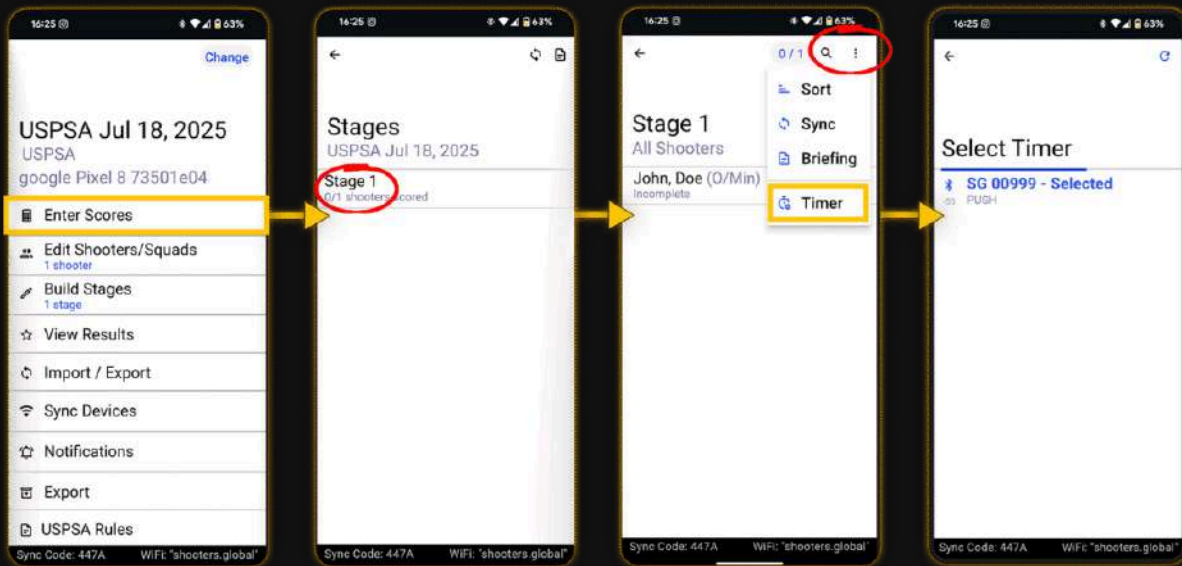 16:25
63%
Change
USPSA Jul 18, 2025
USPSA
google Pixel 8 73501e04
Enter Scores
Edit Shooters/Squads
1 shooter
Build Stages
1 stage
View Results
Import / Export
Sync Devices
Notifications
Export
USPSA Rules
Sync Code: 447A WiFi: "shooters.global"
16:25
63%
Stages
USPSA Jul 18, 2025
Stage 1
0/1 shooters scored
Sync Code: 447A WiFi: "shooters.global"
16:25
63%
0/1
Sort
Sync
Briefing
Timer
Stage 1
All Shooters
John, Doe (O/Min)
Incomplete
Sync Code: 447A WiFi: "shooters.global"
16:25
63%
Select Timer
SG 00999 - Selected
PUSH
Sync Code: 447A WiFi: "shooters.global"